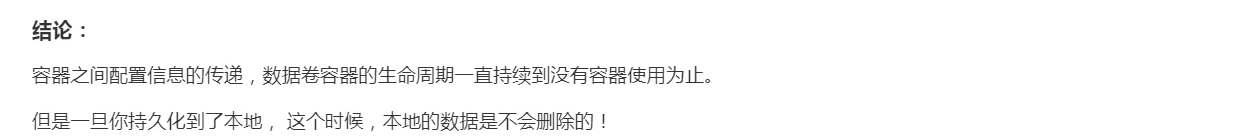 结论：
容器之间配置信息的传递，数据卷容器的生命周期一直持续到没有容器使用为止。
但是一旦你持久化到了本地， 这个时候，本地的数据是不会删除的！